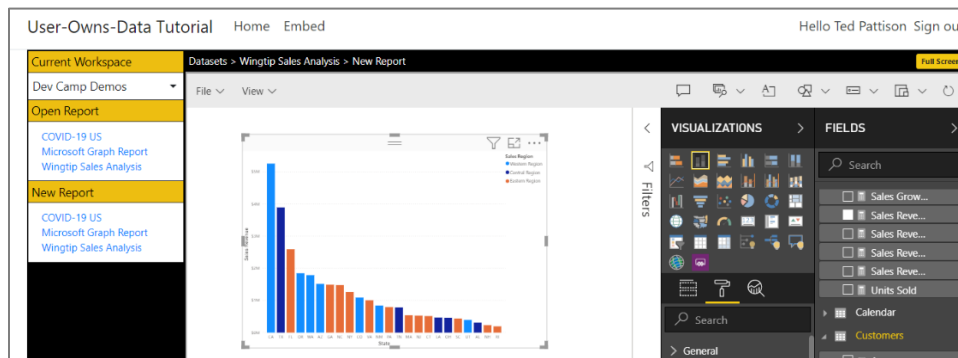 User-Owns-Data Tutorial Home Embed Hello Ted Pattison Sign ou
Current Workspace
Datasets > Wingtip Sales Analysis > New Report
Full Screen
Dev Camp Demos
File View
Open Report
COVID-19 US
Microsoft Graph Report
Wingtip Sales Analysis
New Report
COVID-19 US
Microsoft Graph Report
Wingtip Sales Analysis
Sales Region
Western Region
Central Region
Eastern Region
Sales Revenue
State
Filters
VISUALIZATIONS
Search
General
FIELDS
Search
Sales Grow...
Sales Reve...
Sales Reve...
Sales Reve...
Sales Reve...
Units Sold
Calendar
Customers